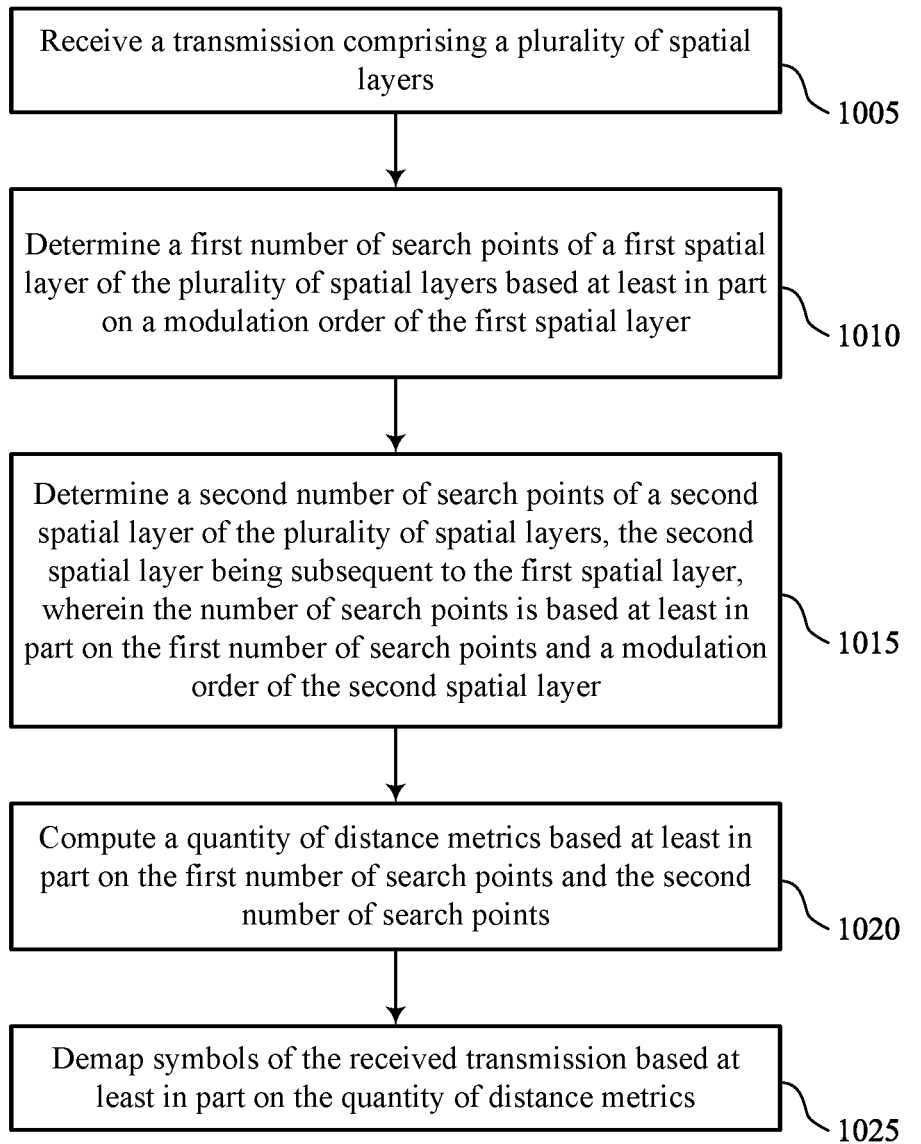 Receive a transmission comprising a plurality of spatial
layers
1005
Determine a first number of search points of a first spatial
layer of the plurality of spatial layers based at least in part
on a modulation order of the first spatial layer
1010
Determine a second number of search points of a second
spatial layer of the plurality of spatial layers, the second
spatial layer being subsequent to the first spatial layer,
wherein the number of search points is based at least in
part on the first number of search points and a modulation
order of the second spatial layer
1015
Compute a quantity of distance metrics based at least in
part on the first number of search points and the second
number of search points
1020
Demap symbols of the received transmission based at
least in part on the quantity of distance metrics
1025